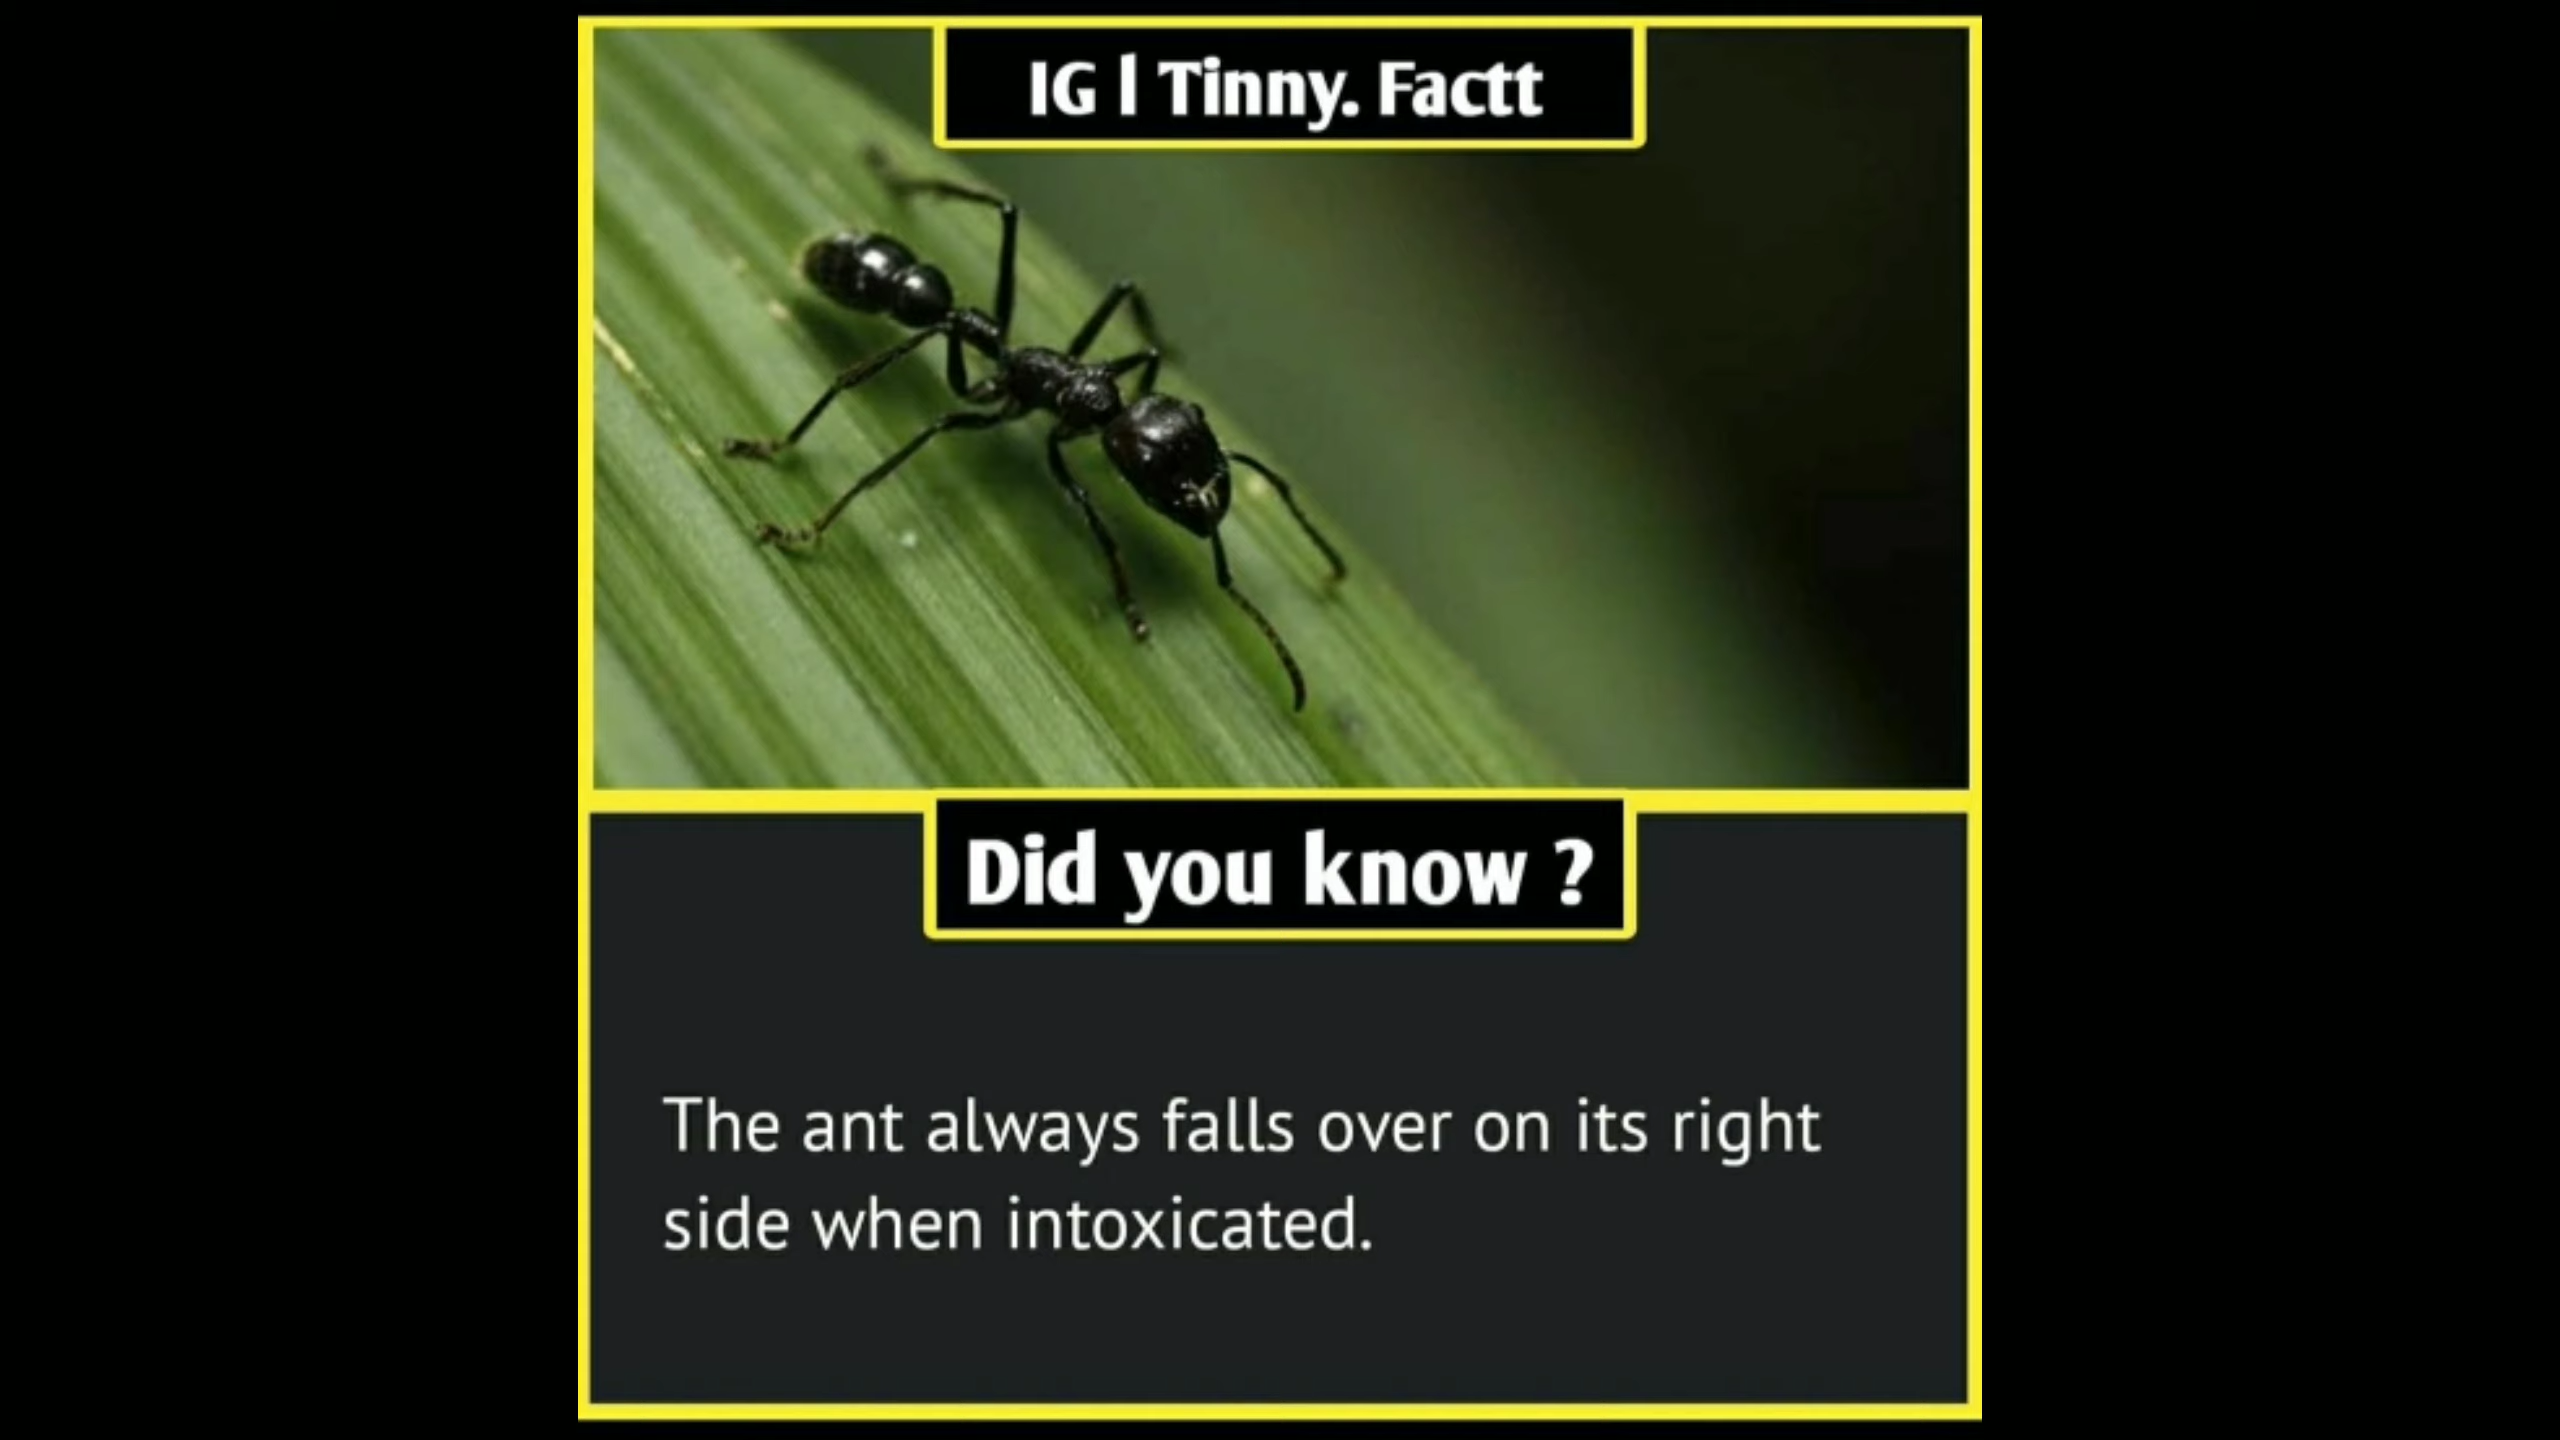 IG | Tinny. Factt
Did you know ?
The ant always falls over on its right
side when intoxicated.